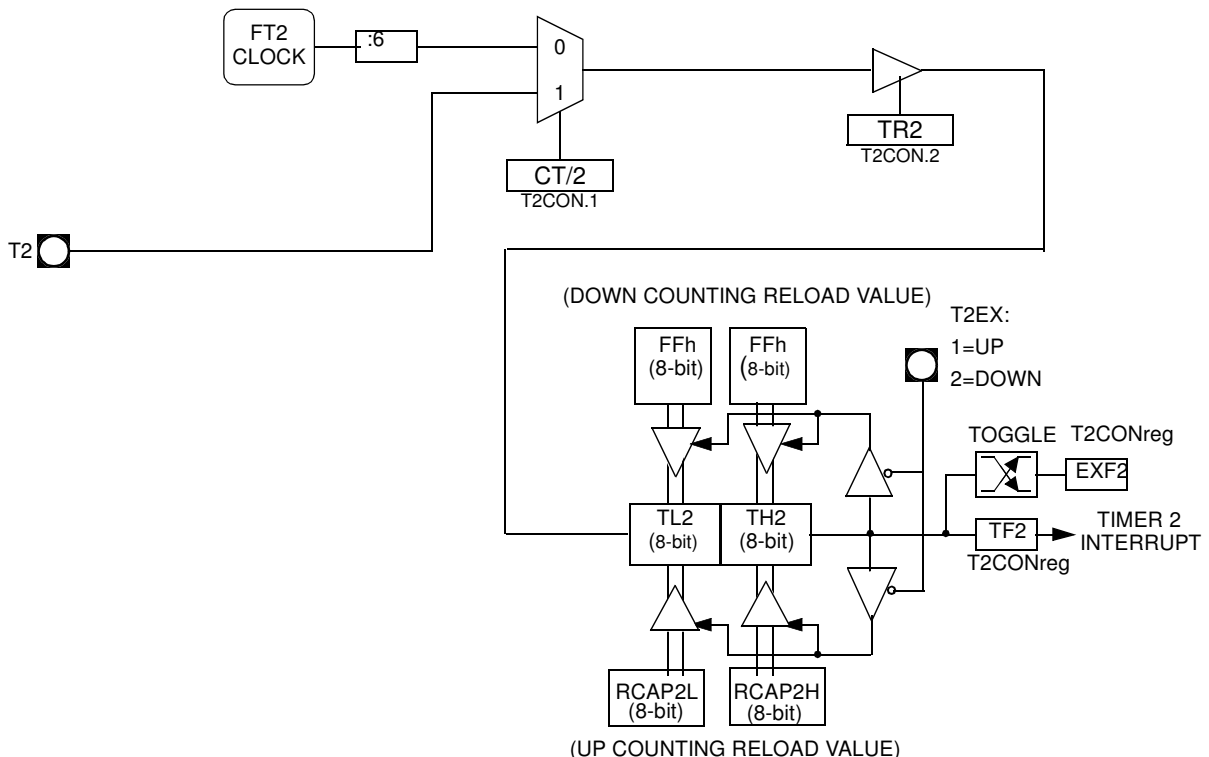 FT2
CLOCK
:6
0
1
TR2
T2CON.2
CT/2
T2CON.1
T2
(DOWN COUNTING RELOAD VALUE)
T2EX:
1=UP
2=DOWN
FFh
(8-bit)
FFh
(8-bit)
TOGGLE
T2CONreg
EXF2
TL2
(8-bit)
TH2
(8-bit)
TF2
T2CONreg
TIMER 2
INTERRUPT
RCAP2L
(8-bit)
RCAP2H
(8-bit)
(UP COUNTING RELOAD VALUE)